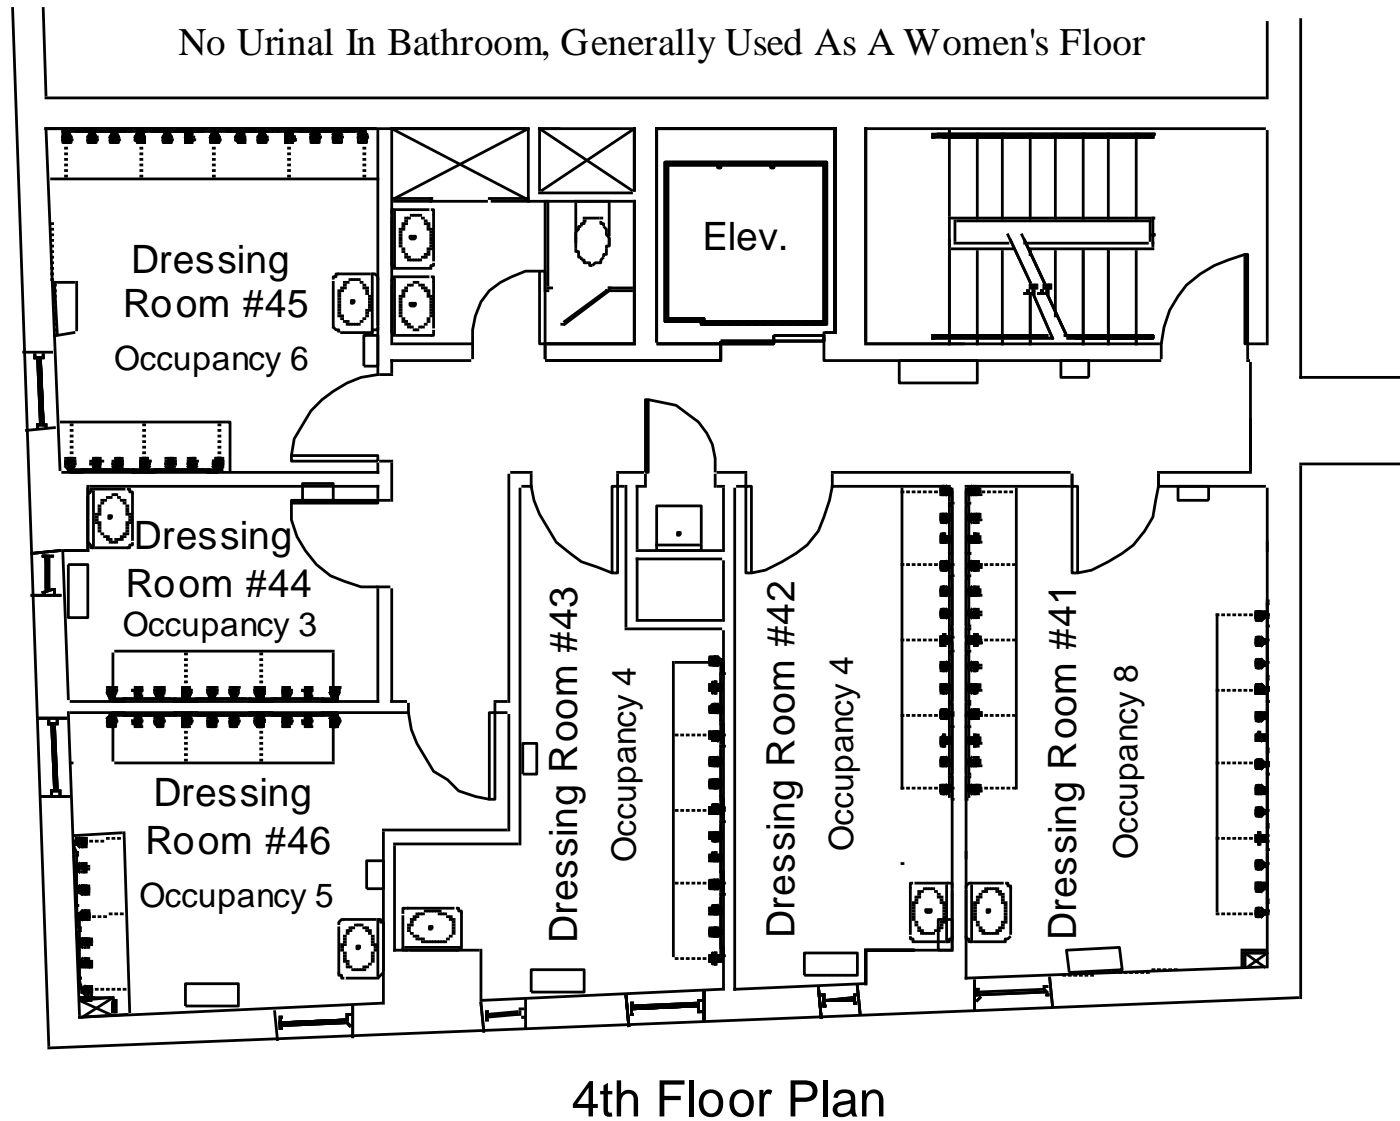 No Urinal In Bathroom, Generally Used As A Women's Floor
Dressing
Room #45
Occupancy 6
Elev.
Dressing
Room #44
Occupancy 3
Dressing
Room #46
Occupancy 5
Dressing Room #43
Occupancy 4
Dressing Room #42
Occupancy 4
Dressing Room #41
Occupancy 8
4th Floor Plan